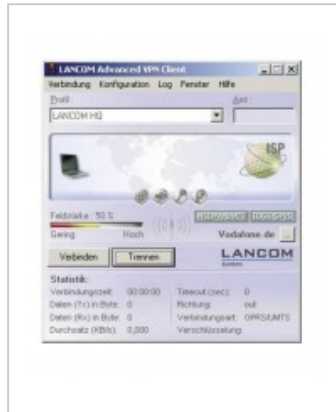 LANCOM Advanced VPN Client
Verbindung Konfiguration Log Fenster Hilfe
Profil:
LANCOM HQ
ISP
Feldstärke: 50 %
Gering Hoch
Vodafone.de ...
Verbinden Trennen
LANCOM
Systems
Statistik:
Verbindungszeit: 00:00:00 Timeout (sec): 0
Daten (Tx) in Byte: 0 Richtung: out
Daten (Rx) in Byte: 0 Verbindungsart: GPRS/UMTS
Durchsatz (KB/s): 0,000 Verschlüsselung: